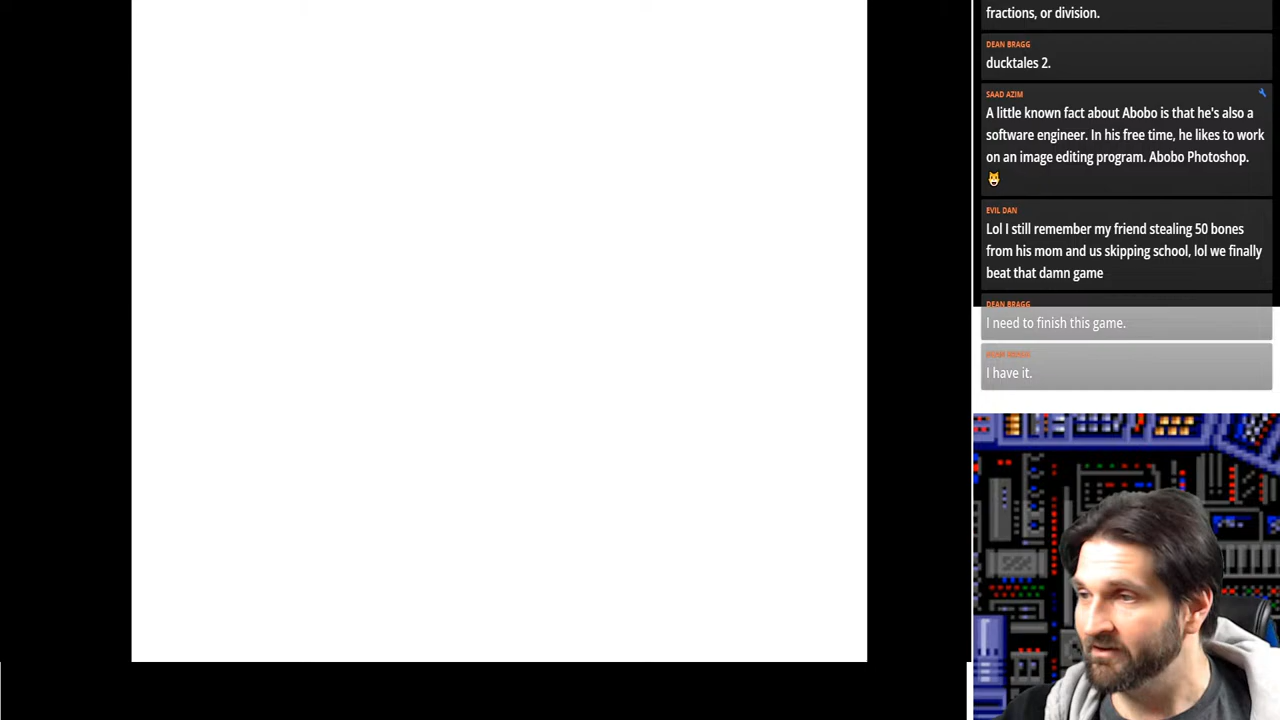 fractions, or division.
DEAN BRAGG
ducktales 2.
SAAD AZIM
A little known fact about Abobo is that he's also a
software engineer. In his free time, he likes to work
on an image editing program. Abobo Photoshop.
EVIL DAN
Lol I still remember my friend stealing 50 bones
from his mom and us skipping school, lol we finally
beat that damn game
DEAN BRAGG
I need to finish this game.
I have it.